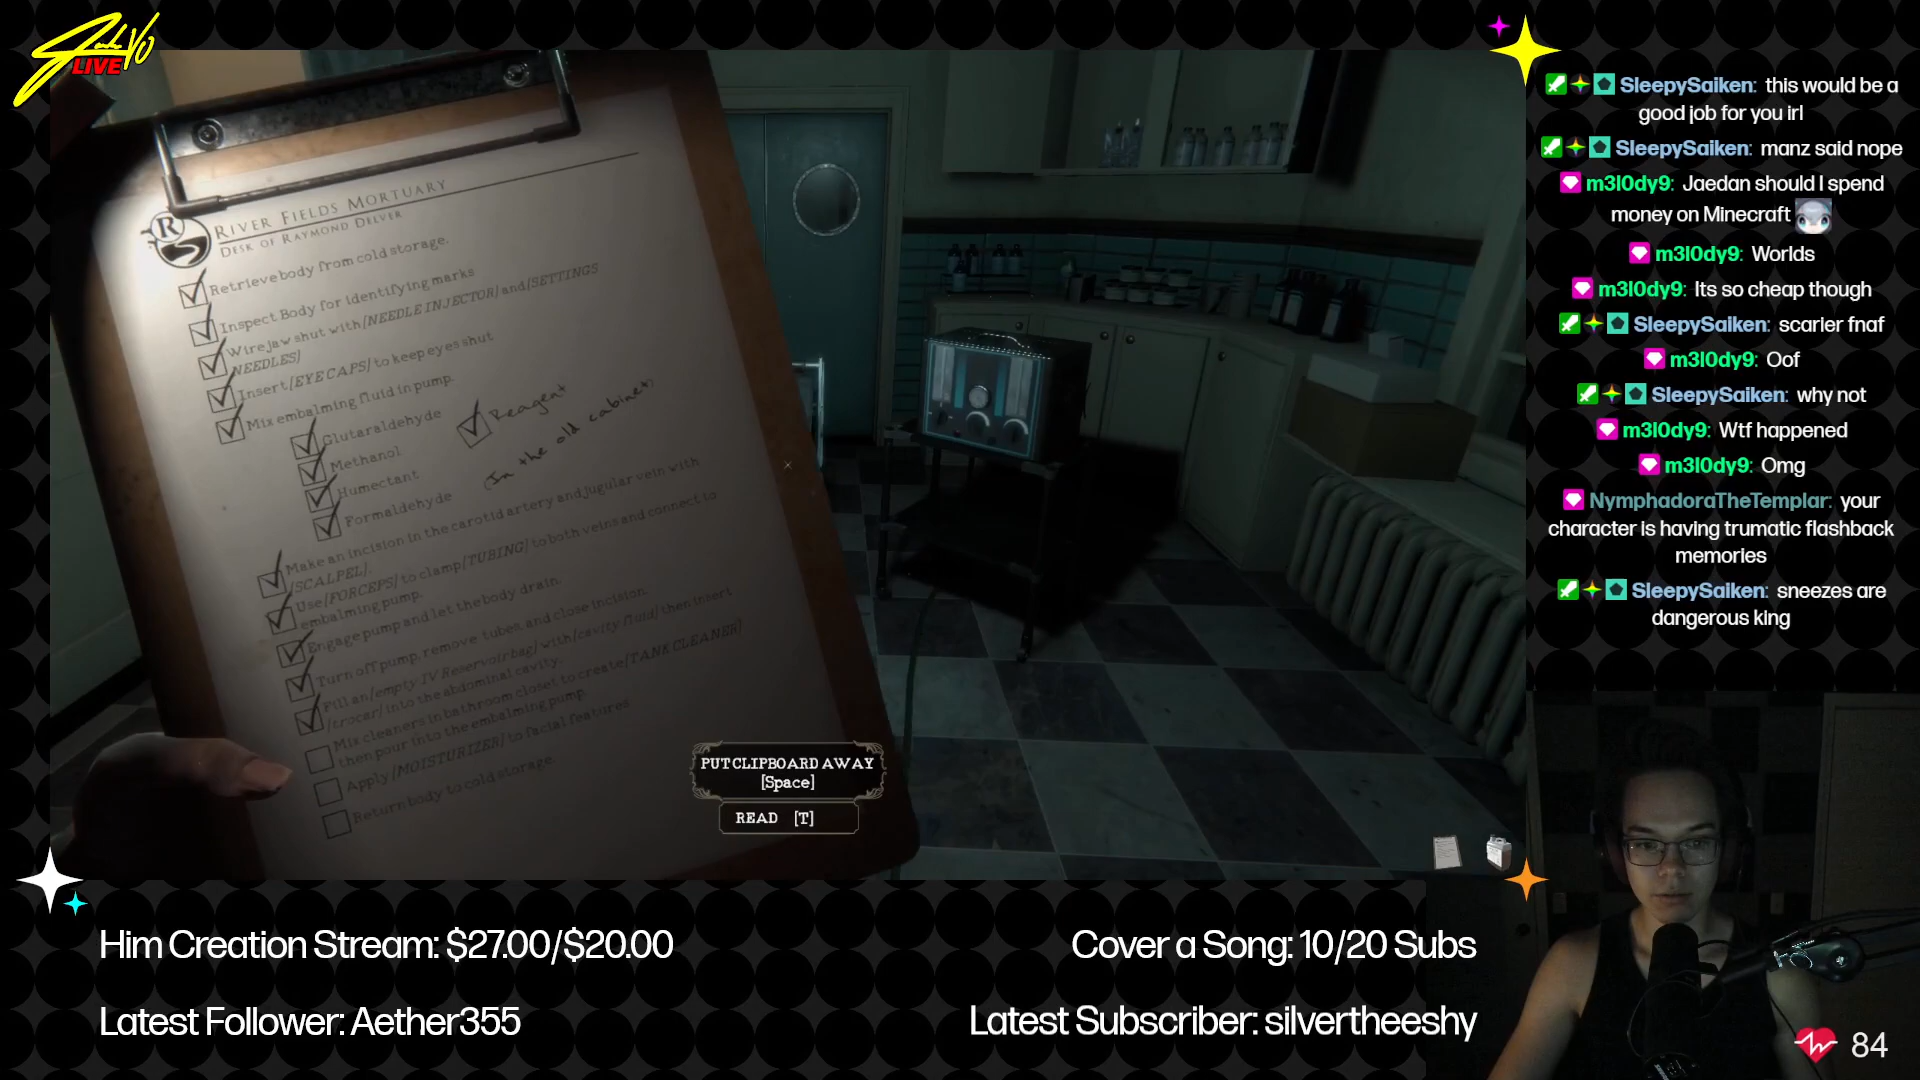 LIVE
RIVER FIELDS MORTUARY
DESK OF RAYMOND DELVER
Retrieve body from cold storage.
Inspect Body for identifying marks
Wire jaw shut with [NEEDLE INJECTOR] and [SETTINGS
NEEDLES]
Insert [EYE CAPS] to keep eyes shut
Mix embalming fluid in pump.
Glutaraldehyde
Reagent
Methanol
(In the old cabinet)
Humectant
Formaldehyde
Make an incision in the carotid artery and jugular vein with
[SCALPEL].
Use [FORCEPS] to clamp [TUBING] to both veins and connect to
embalming pump.
Engage pump and let the body drain.
Turn off pump, remove tubes, and close incision.
Fill an [empty IV Reservoir bag] with [cavity fluid] then insert
[trocar] into the abdominal cavity.
Mix cleaners in bathroom closet to create [TANK CLEANER]
then pour into the embalming pump.
Apply [MOISTURIZER] to facial features
Return body to cold storage.
PUT CLIPBOARD AWAY
[Space]
READ [T]
SleepySaiken: this would be a
good job for you irl
SleepySaiken: manz said nope
m3l0dy9: Jaedan should I spend
money on Minecraft
m3l0dy9: Worlds
m3l0dy9: Its so cheap though
SleepySaiken: scarier fnaf
m3l0dy9: Oof
SleepySaiken: why not
m3l0dy9: Wtf happened
m3l0dy9: Omg
NymphadoraTheTemplar: your
character is having trumatic flashback
memories
SleepySaiken: sneezes are
dangerous king
Him Creation Stream: $27.00/$20.00
Cover a Song: 10/20 Subs
Latest Follower: Aether355
Latest Subscriber: silvertheeshy
84